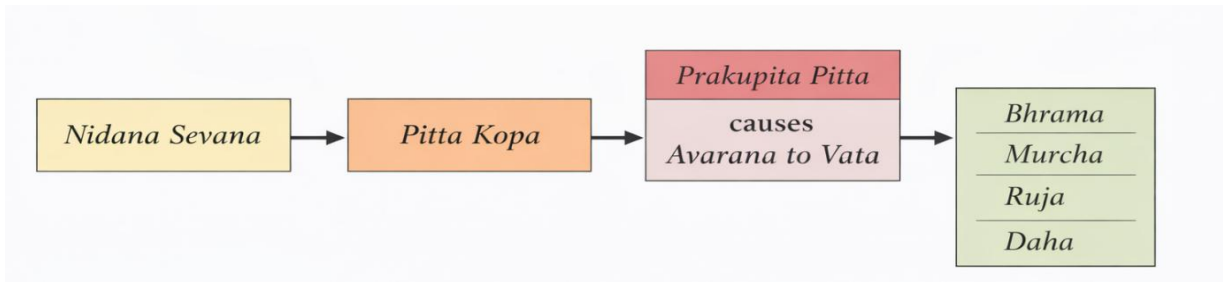 Nidana Sevana
Pitta Kopa
Prakupita Pitta
causes
Avarana to Vata
Bhrama
Murcha
Ruja
Daha